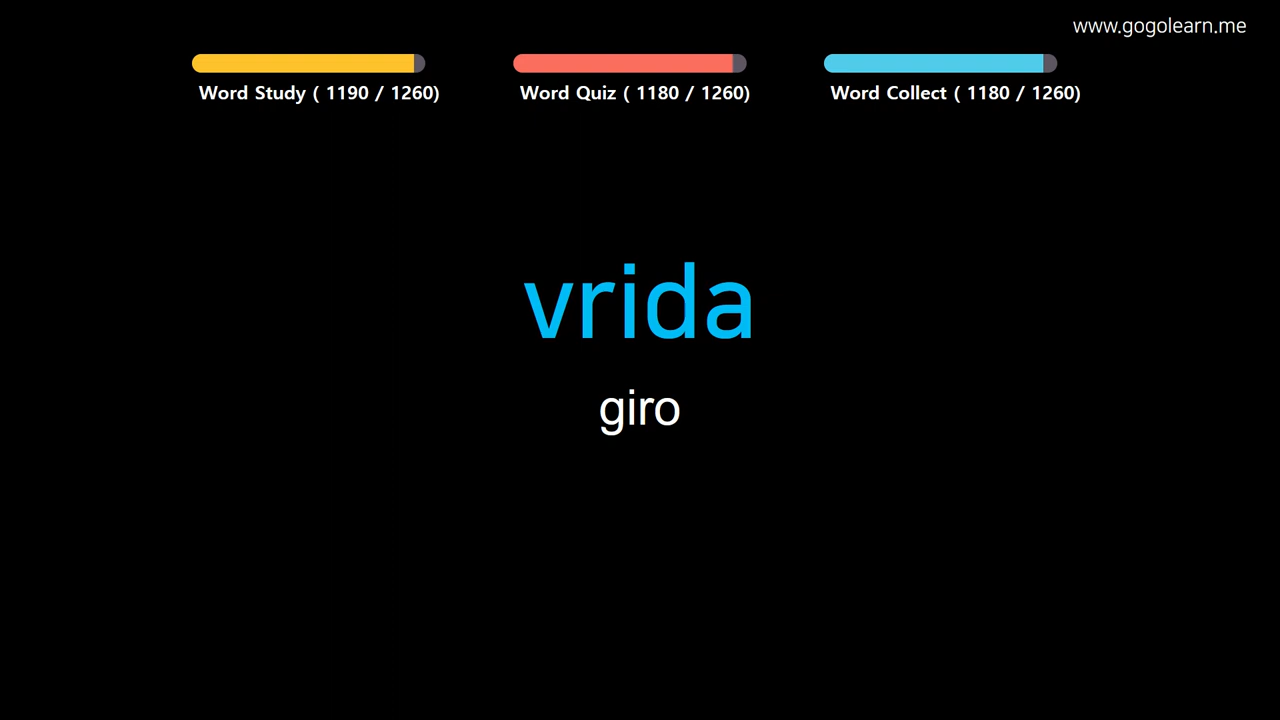 www.gogolearn.me
Word Study ( 1190 / 1260)
Word Quiz ( 1180 / 1260)
Word Collect ( 1180 / 1260)
vrida
giro